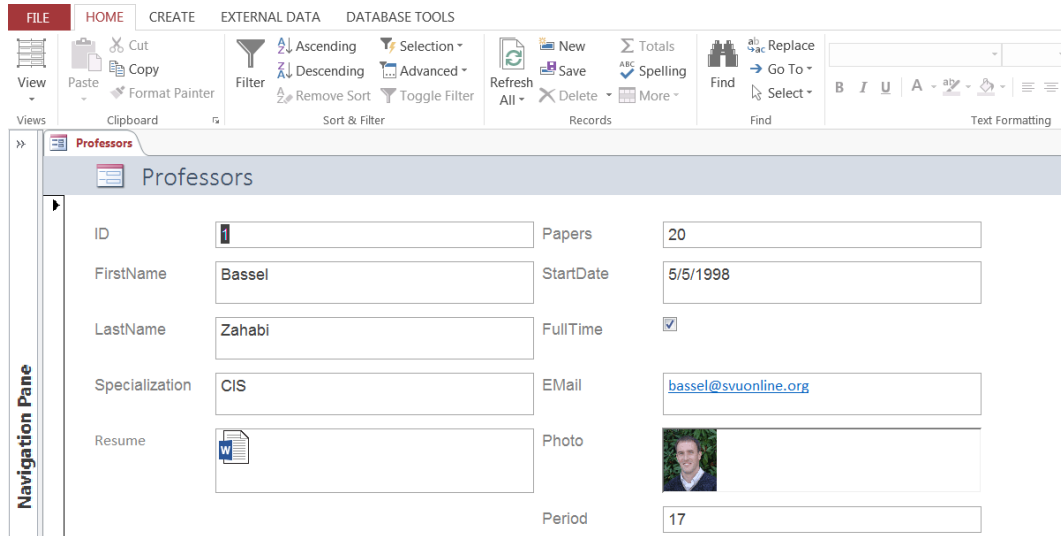 FILE HOME CREATE EXTERNAL DATA DATABASE TOOLS
View
Views
Paste
Cut
Copy
Format Painter
Clipboard
Filter
Ascending
Descending
Remove Sort
Selection
Advanced
Toggle Filter
Sort & Filter
Refresh
All
New
Save
Delete
Totals
Spelling
More
Records
Find
Replace
Go To
Select
Find
B I U A
Text Formatting
Navigation Pane
Professors
Professors
ID 1
FirstName Bassel
LastName Zahabi
Specialization CIS
Resume
Papers 20
StartDate 5/5/1998
FullTime
EMail bassel@svuonline.org
Photo
Period 17